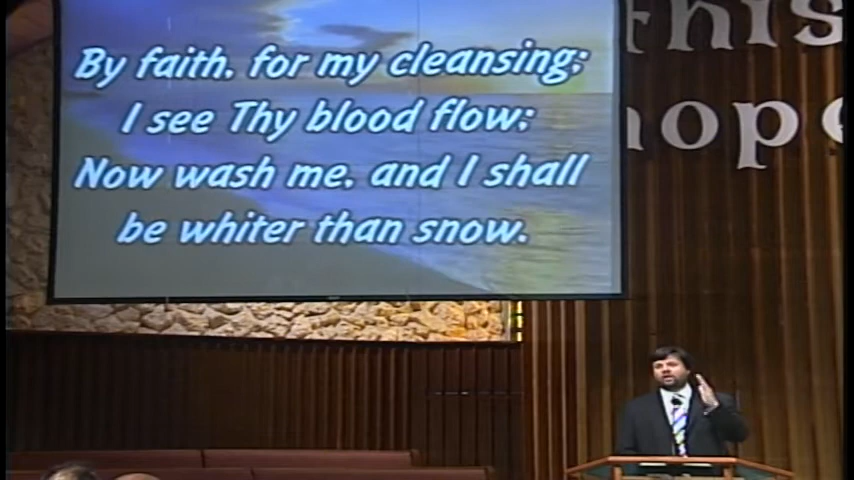 By faith, for my cleansing;
I see Thy blood flow;
Now wash me, and I shall
be whiter than snow.
this
hope